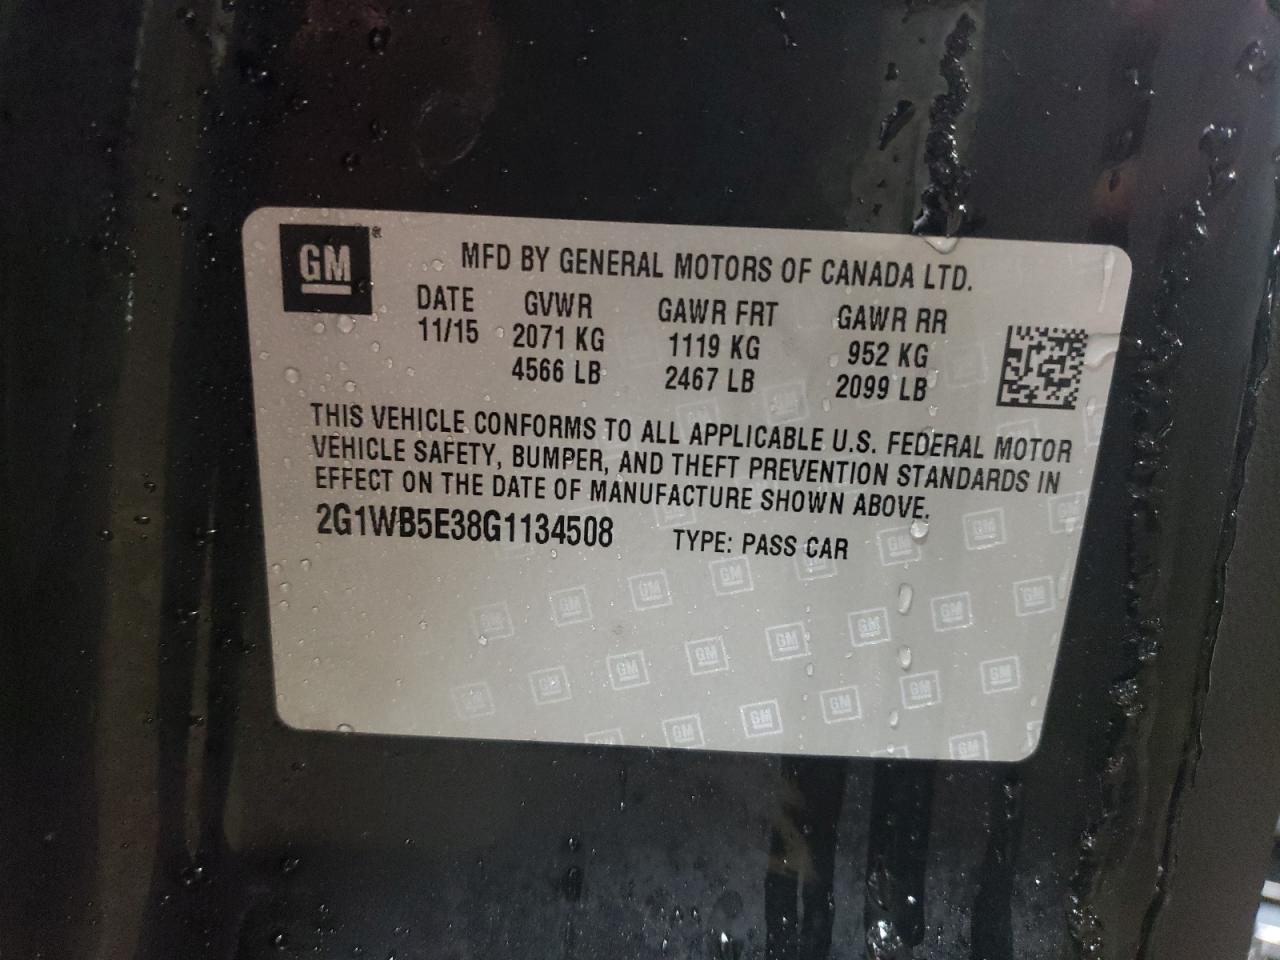 GM®
MFD BY GENERAL MOTORS OF CANADA LTD.
DATE GVWR GAWR FRT GAWR RR
11/15 2071 KG 1119 KG 952 KG
4566 LB 2467 LB 2099 LB
THIS VEHICLE CONFORMS TO ALL APPLICABLE U.S. FEDERAL MOTOR
VEHICLE SAFETY, BUMPER, AND THEFT PREVENTION STANDARDS IN
EFFECT ON THE DATE OF MANUFACTURE SHOWN ABOVE.
2G1WB5E38G1134508 TYPE: PASS CAR